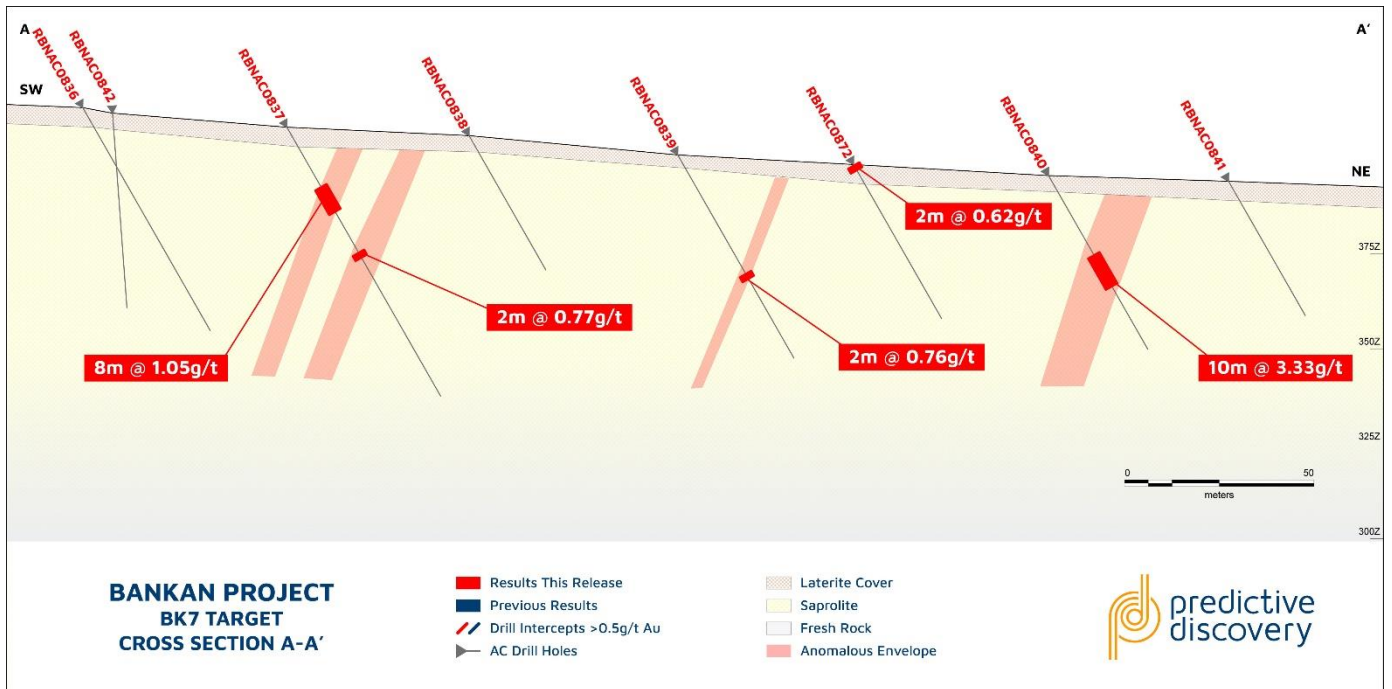 A
A’
SW
NE
RBNAC0836
RBNAC0842
RBNAC0837
RBNAC0838
RBNAC0839
RBNAC0872
RBNAC0840
RBNAC0841
2m @ 0.62g/t
375Z
2m @ 0.77g/t
2m @ 0.76g/t
350Z
8m @ 1.05g/t
10m @ 3.33g/t
325Z
0 50
meters
300Z
BANKAN PROJECT
BK7 TARGET
CROSS SECTION A-A’
Results This Release
Previous Results
Drill Intercepts >0.5g/t Au
AC Drill Holes
Laterite Cover
Saprolite
Fresh Rock
Anomalous Envelope
predictive
discovery